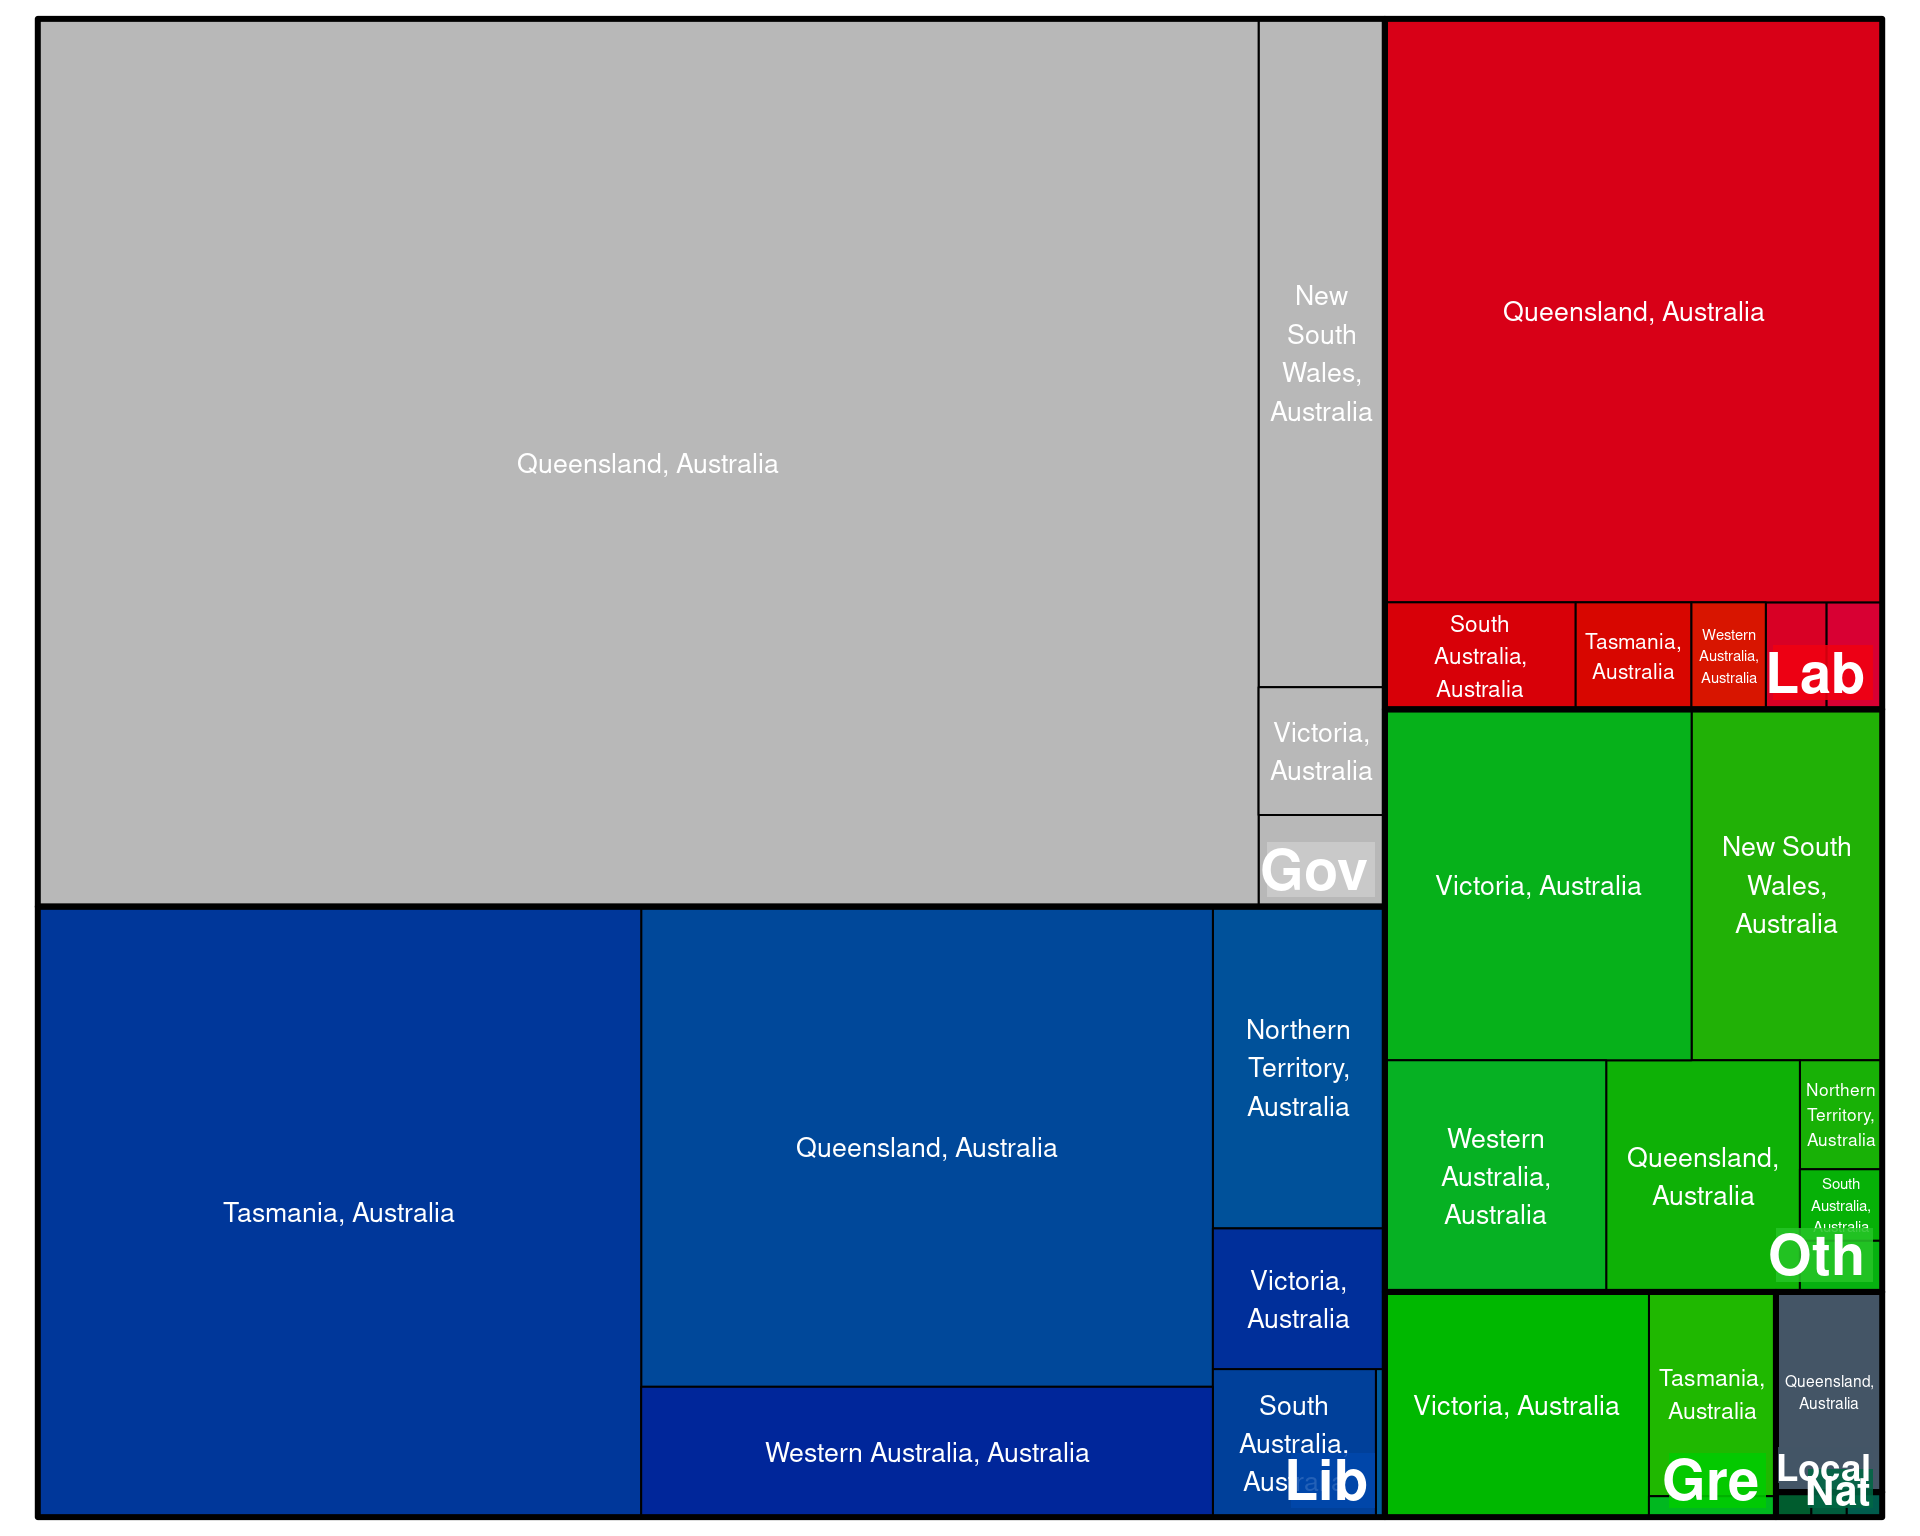 Queensland, Australia
New
South
Wales,
Australia
Victoria,
Australia
Gov
Queensland, Australia
South
Australia,
Australia
Tasmania,
Australia
Western
Australia,
Australia
Lab
Tasmania, Australia
Queensland, Australia
Western Australia, Australia
Northern
Territory,
Australia
Victoria,
Australia
South
Australia,
Lib
Victoria, Australia
New South
Wales,
Australia
Western
Australia,
Australia
Queensland,
Australia
Northern
Territory,
Australia
South
Australia,
Australia
Oth
Victoria, Australia
Tasmania,
Australia
Gre
Queensland,
Australia
Local
Nat